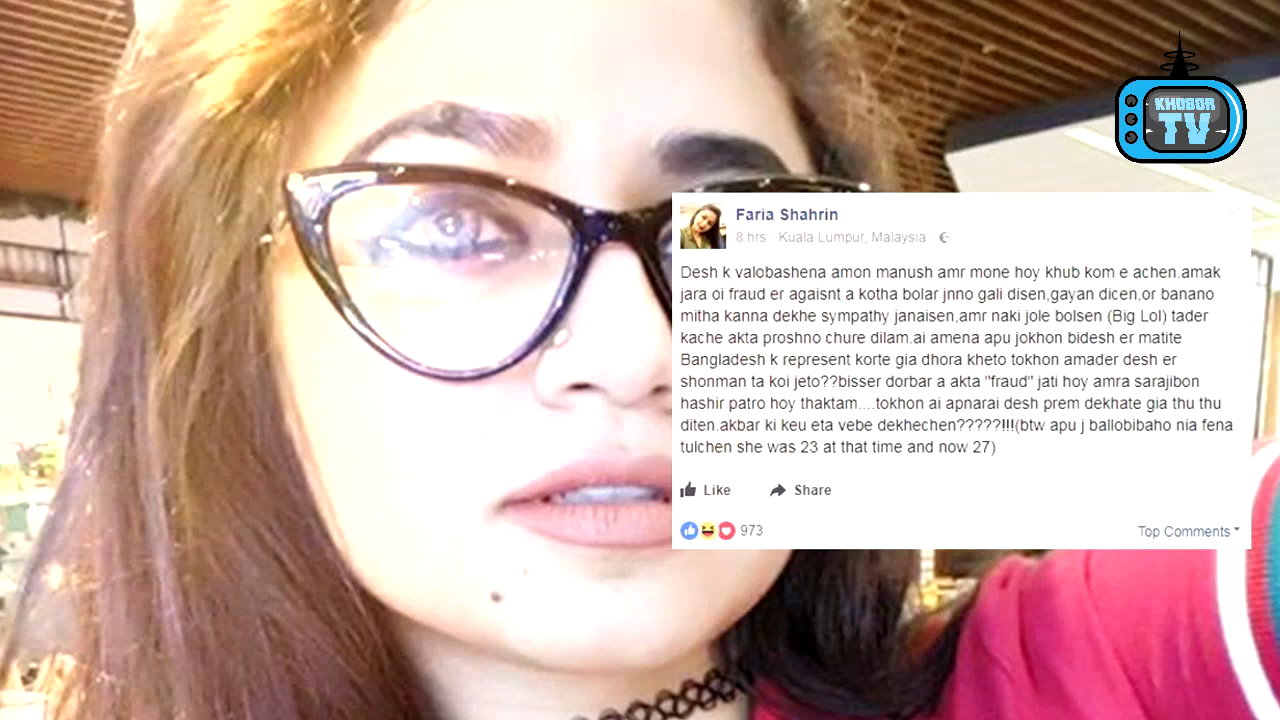 KHOBOR
TV
Faria Shahrin
8 hrs · Kuala Lumpur, Malaysia
Desh k valobashena amon manush amr mone hoy khub kom e achen.amak
jara oi fraud er agaisnt a kotha bolar jnno gali disen,gayan dicen,or banano
mitha kanna dekhe sympathy janaisen,amr naki jole bolsen (Big Lol) tader
kache akta proshno chure dilam.ai amena apu jokhon bidesh er matite
Bangladesh k represent korte gia dhora kheto tokhon amader desh er
shonman ta koi jeto??bisser dorbar a akta "fraud" jati hoy amra sarajibon
hashir patro hoy thaktam....tokhon ai apnarai desh prem dekhate gia thu thu
diten.akbar ki keu eta vebe dekhechen?????!!!(btw apu j ballobibaho nia fena
tulchen she was 23 at that time and now 27)
Like Share
973 Top Comments